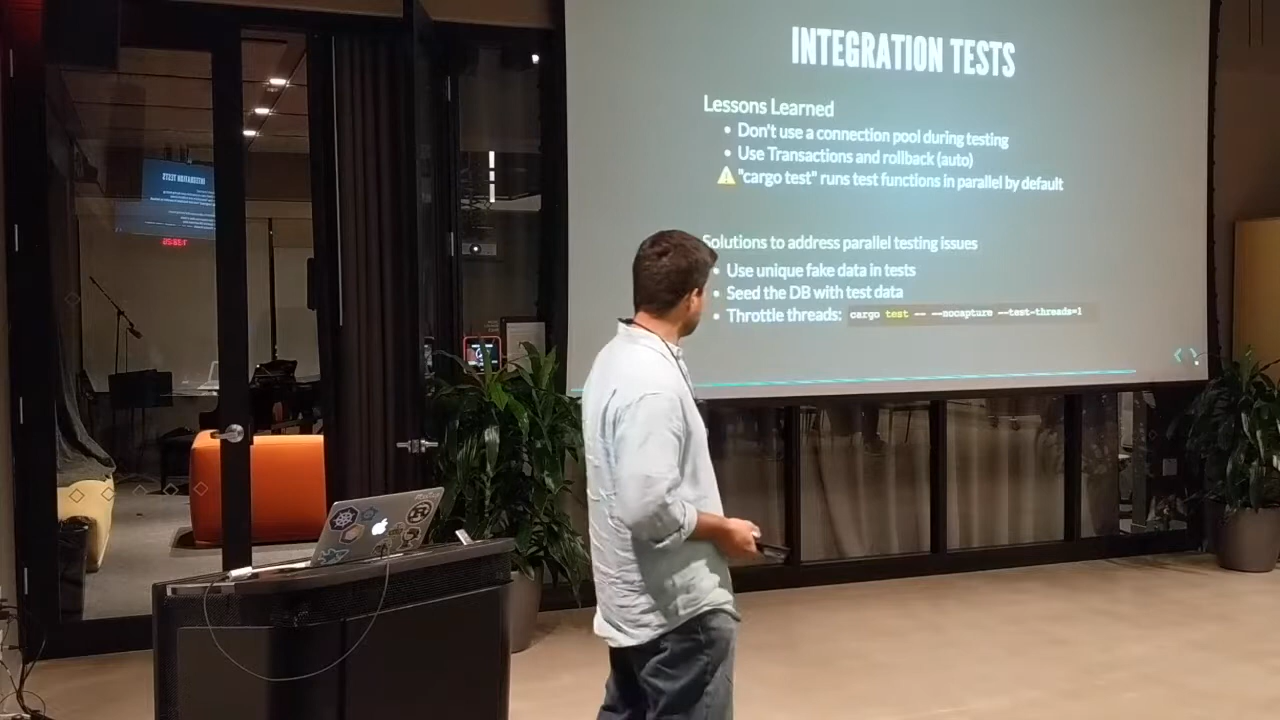 INTEGRATION TESTS
Lessons Learned
• Don't use a connection pool during testing
• Use Transactions and rollback (auto)
⚠ "cargo test" runs test functions in parallel by default
Solutions to address parallel testing issues
• Use unique fake data in tests
• Seed the DB with test data
• Throttle threads: cargo test -- --nocapture --test-threads=1